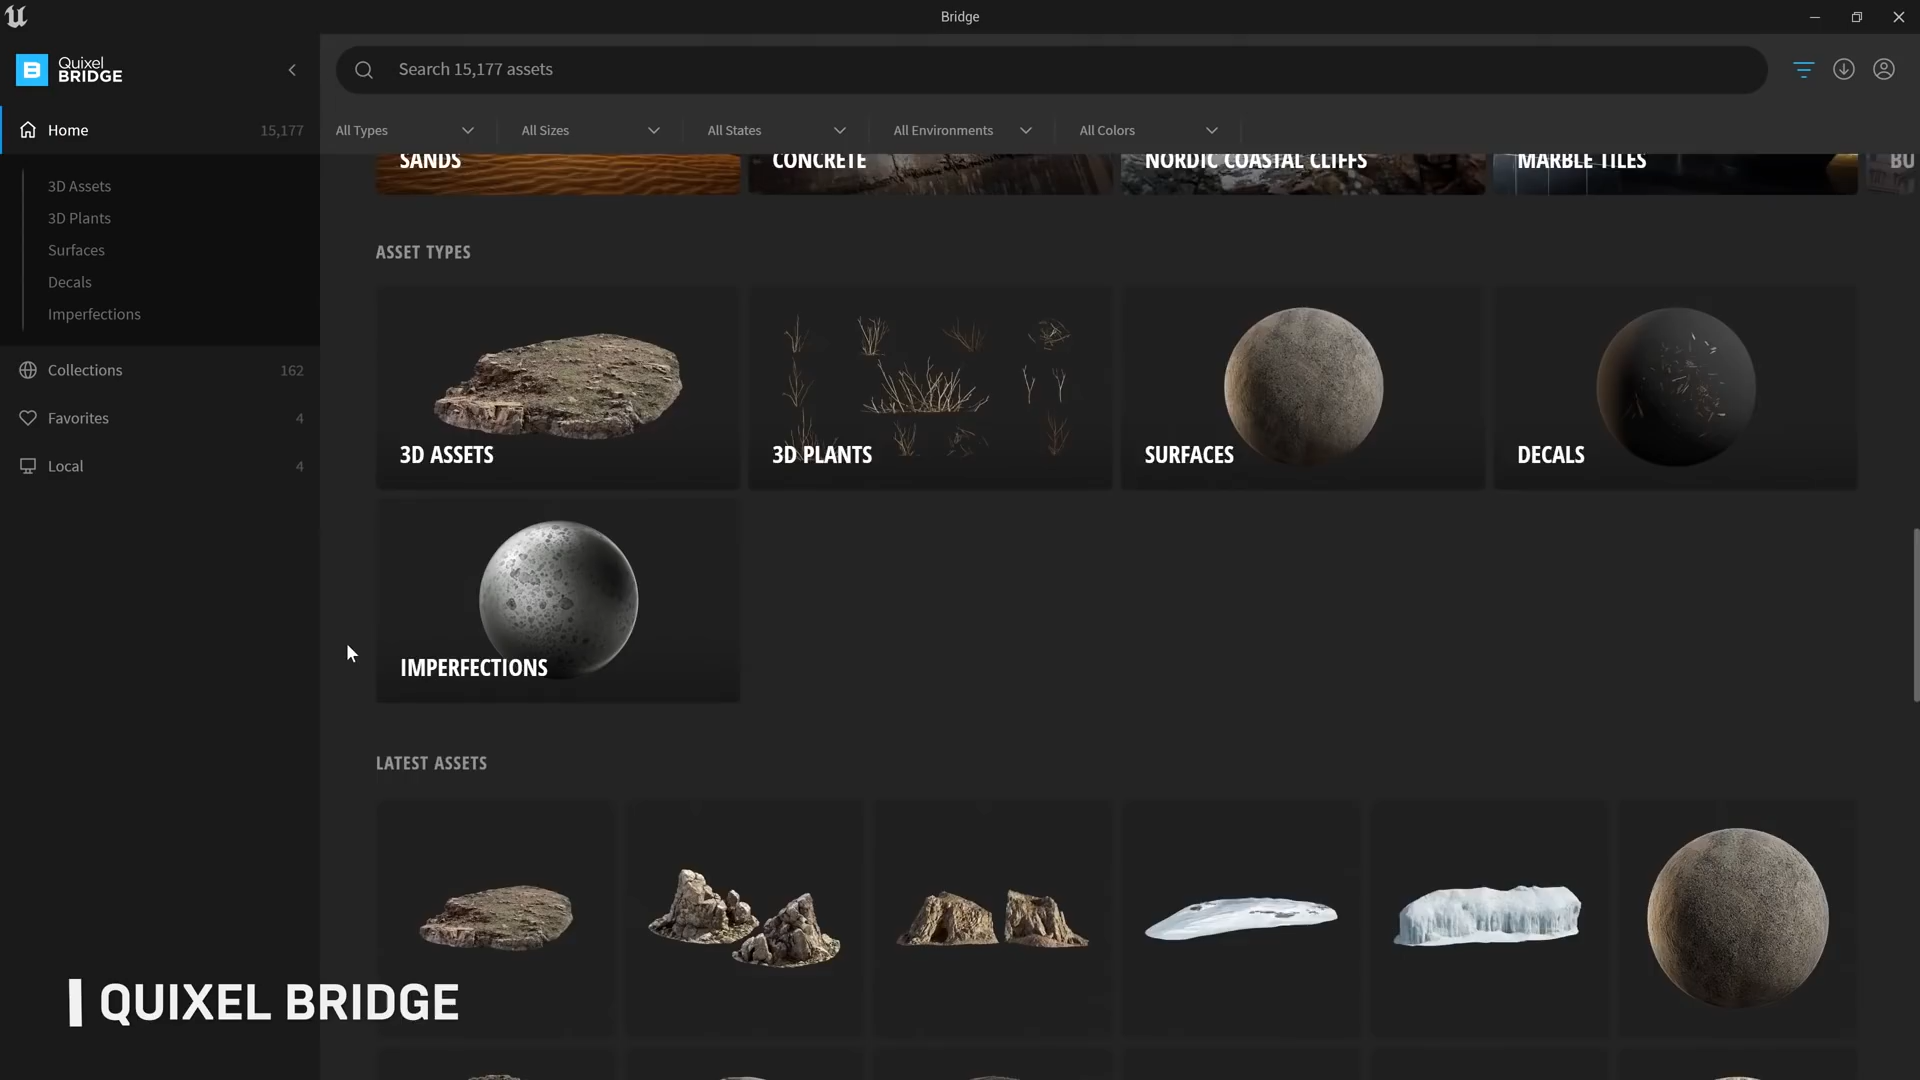 Bridge
Quixel
BRIDGE
Search 15,177 assets
Home 15,177
All Types
All Sizes
All States
All Environments
All Colors
3D Assets
3D Plants
Surfaces
Decals
Imperfections
Collections 162
Favorites 4
Local 4
SANDS
CONCRETE
NORDIC COASTAL CLIFFS
MARBLE TILES
BU
ASSET TYPES
3D ASSETS
3D PLANTS
SURFACES
DECALS
IMPERFECTIONS
LATEST ASSETS
QUIXEL BRIDGE